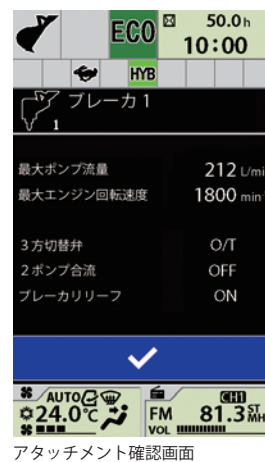 ECO 50.0 h
10:00
HYB
ブレーカ 1
1
最大ポンプ流量 212 L/mi
最大エンジン回転速度 1800 min
3方切替弁 O/T
2ポンプ合流 OFF
ブレーカリリーフ ON
AUTO CH1
24.0℃ FM 81.3 ST. MH
VOL
アタッチメント確認画面